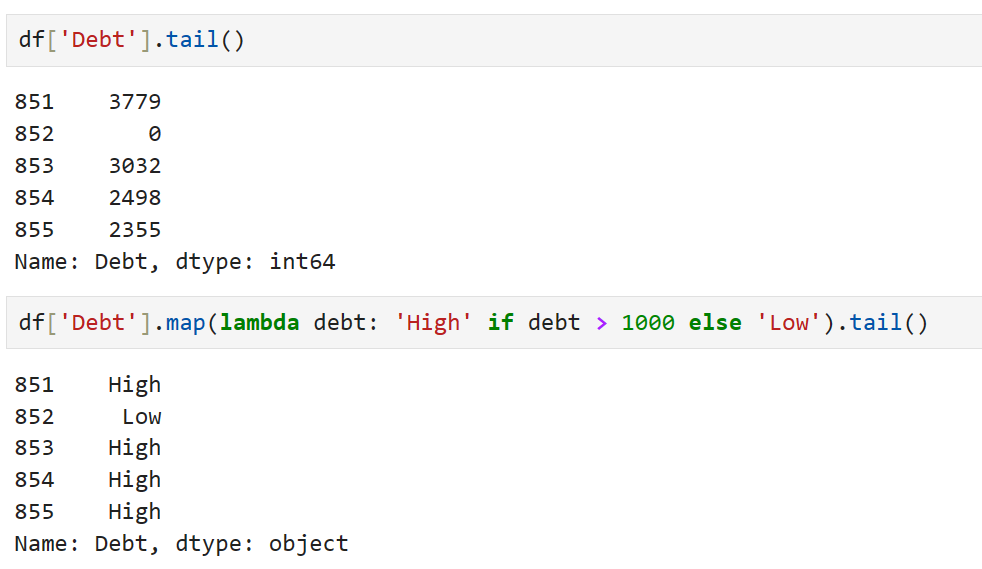 df['Debt'].tail()
851    3779
852       0
853    3032
854    2498
855    2355
Name: Debt, dtype: int64
df['Debt'].map(lambda debt: 'High' if debt > 1000 else 'Low').tail()
851    High
852     Low
853    High
854    High
855    High
Name: Debt, dtype: object